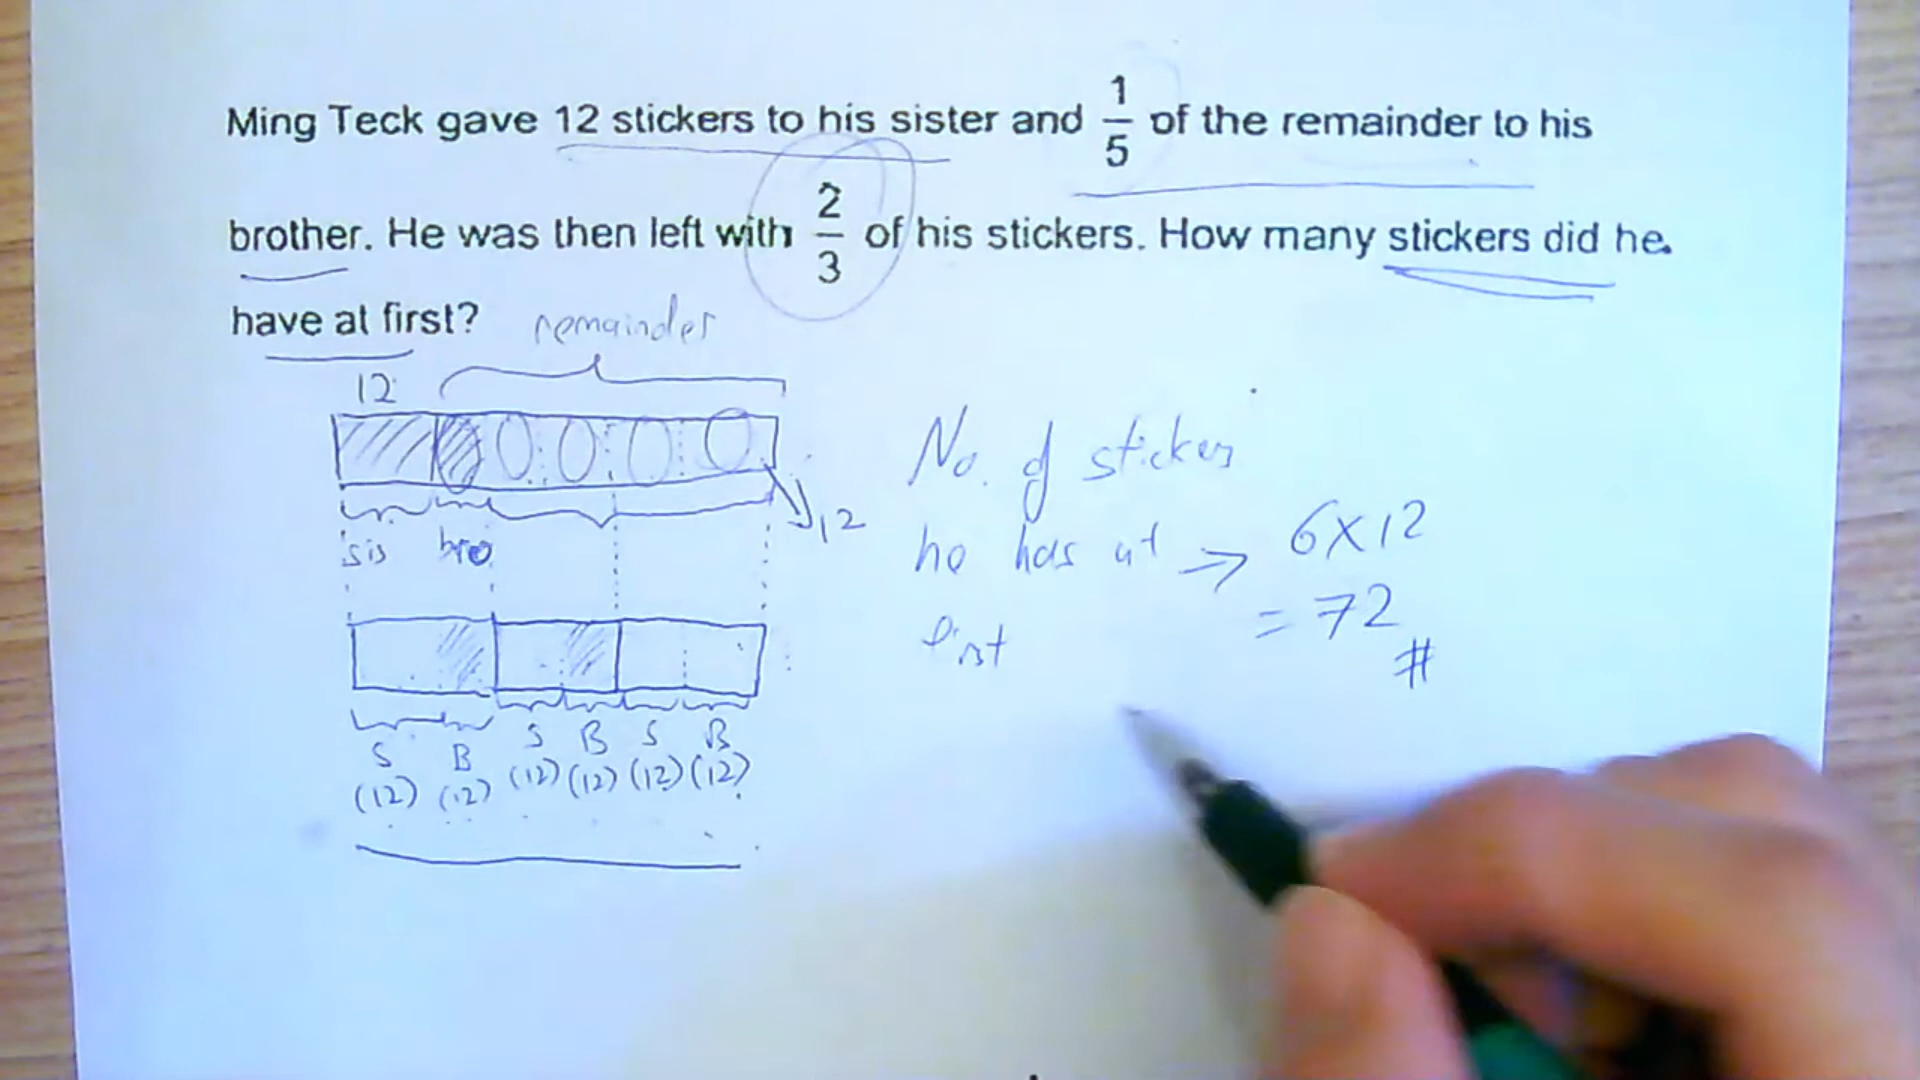 Ming Teck gave 12 stickers to his sister and 1/5 of the remainder to his
brother. He was then left with 2/3 of his stickers. How many stickers did he
have at first?
remainder
12
12
sis bro
S B S B S B
(12) (12) (12) (12) (12) (12)
No. of stickers
he has at → 6×12
first = 72 #